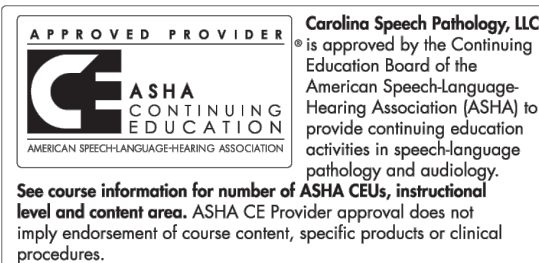 APPROVED PROVIDER
CE
ASHA
CONTINUING
EDUCATION
AMERICAN SPEECH-LANGUAGE-HEARING ASSOCIATION
®
Carolina Speech Pathology, LLC
is approved by the Continuing
Education Board of the
American Speech-Language-
Hearing Association (ASHA) to
provide continuing education
activities in speech-language
pathology and audiology.
See course information for number of ASHA CEUs, instructional
level and content area. ASHA CE Provider approval does not
imply endorsement of course content, specific products or clinical
procedures.